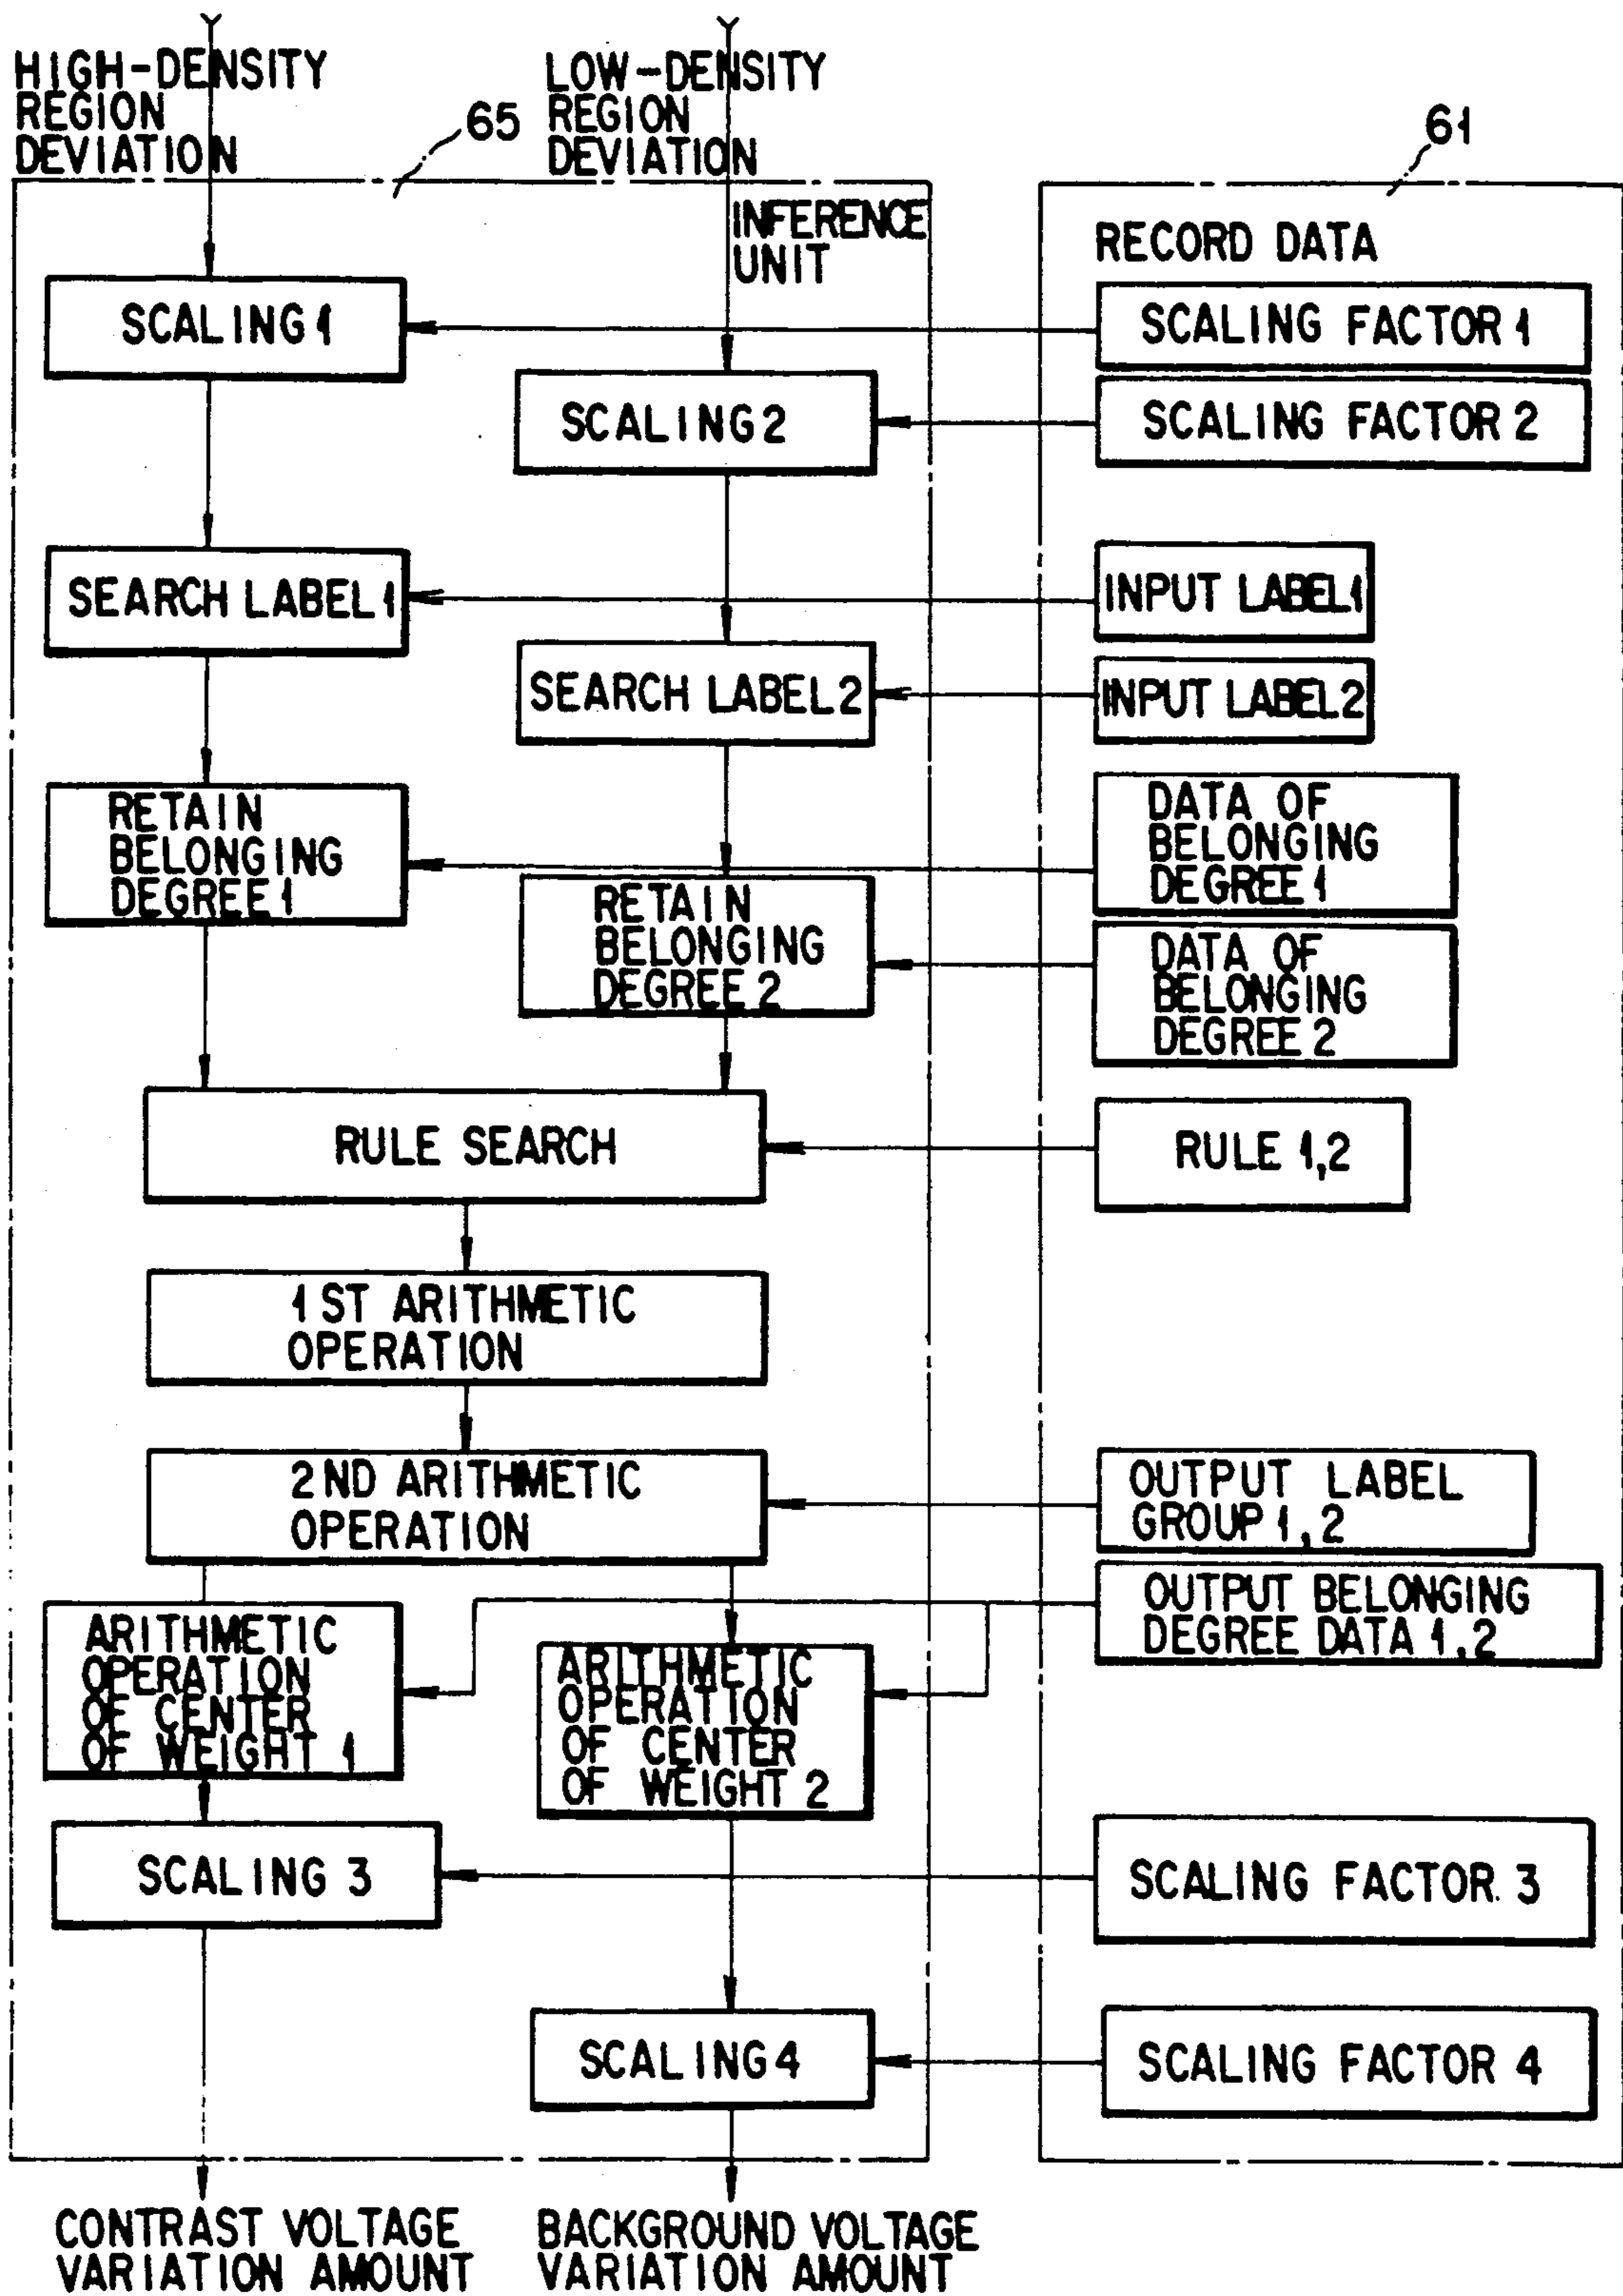 HIGH-DENSITY
REGION
DEVIATION
LOW-DENSITY
REGION
DEVIATION
65
61
INFERENCE
UNIT
RECORD DATA
SCALING 1
SCALING FACTOR 1
SCALING 2
SCALING FACTOR 2
SEARCH LABEL 1
INPUT LABEL 1
SEARCH LABEL 2
INPUT LABEL 2
RETAIN
BELONGING
DEGREE 1
DATA OF
BELONGING
DEGREE 1
RETAIN
BELONGING
DEGREE 2
DATA OF
BELONGING
DEGREE 2
RULE SEARCH
RULE 1,2
1ST ARITHMETIC
OPERATION
2ND ARITHMETIC
OPERATION
OUTPUT LABEL
GROUP 1, 2
OUTPUT BELONGING
DEGREE DATA 1,2
ARITHMETIC
OPERATION
OF CENTER
OF WEIGHT 1
ARITHMETIC
OPERATION
OF CENTER
OF WEIGHT 2
SCALING 3
SCALING FACTOR 3
SCALING 4
SCALING FACTOR 4
CONTRAST VOLTAGE
VARIATION AMOUNT
BACKGROUND VOLTAGE
VARIATION AMOUNT